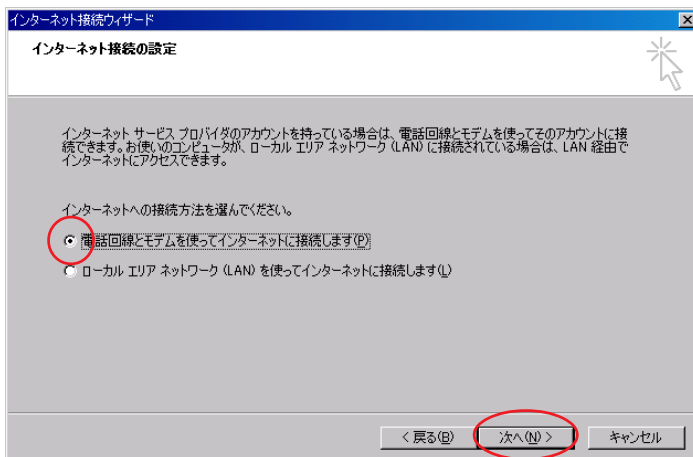 インターネット接続ウィザード
インターネット接続の設定
インターネット サービス プロバイダのアカウントを持っている場合は、電話回線とモデムを使ってそのアカウントに接
続できます。お使いのコンピュータが、ローカル エリア ネットワーク (LAN) に接続されている場合は、LAN 経由で
インターネットにアクセスできます。
インターネットへの接続方法を選んでください。
電話回線とモデムを使ってインターネットに接続します(P)
ローカル エリア ネットワーク (LAN) を使ってインターネットに接続します(L)
< 戻る(B) 次へ(N) > キャンセル